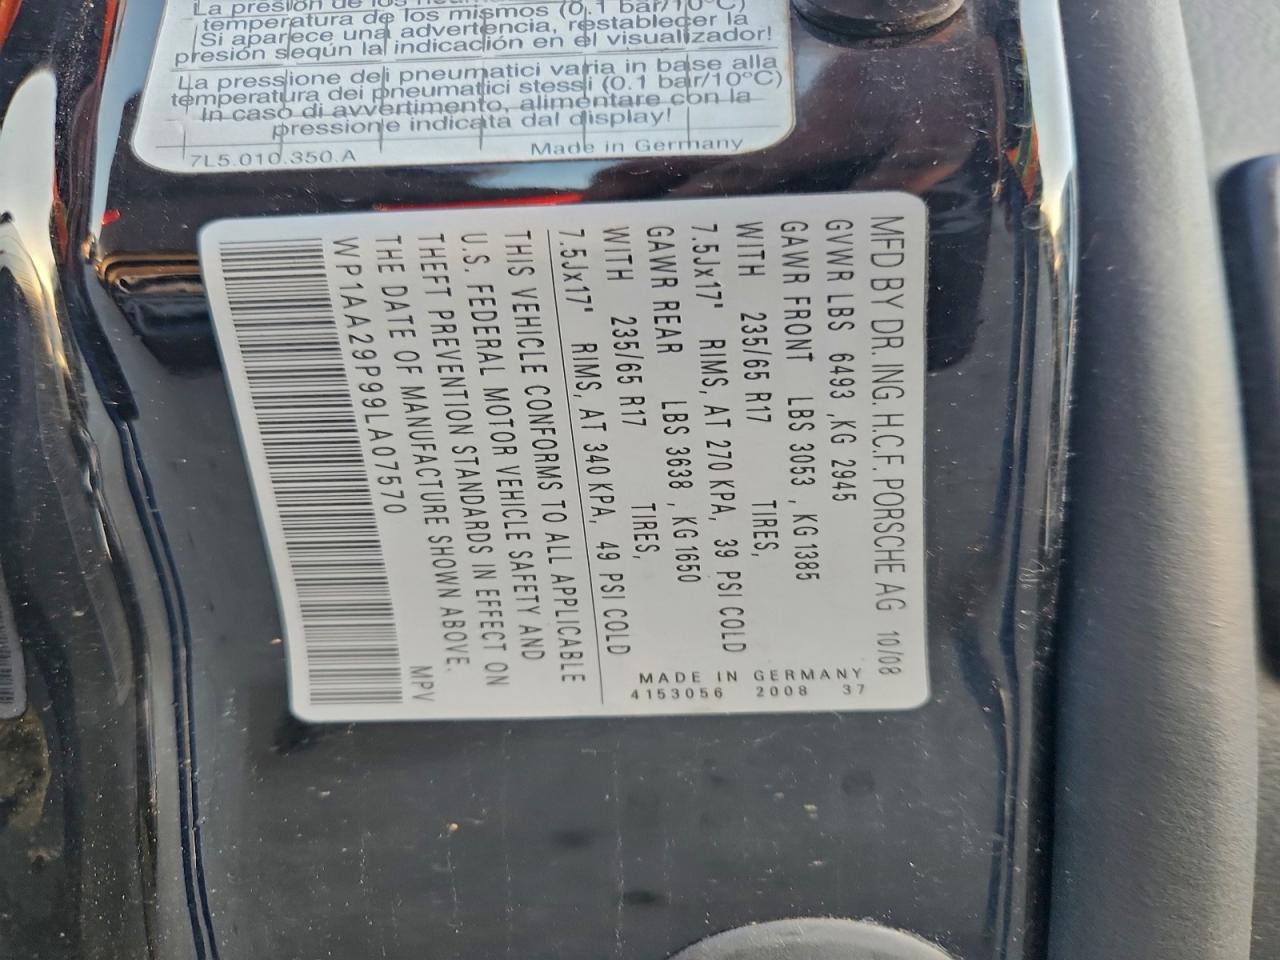 La presión de los
temperatura de los mismos (0.1 bar/10°C)
Si aparece una advertencia, restablecer la
presión según la indicación en el visualizador!
La pressione dei pneumatici varia in base alla
temperatura dei pneumatici stessi (0.1 bar/10°C)
In caso di avvertimento, alimentare con la
pressione indicata dal display!
7L5.010.350.A Made in Germany
MFD BY DR. ING. H.C.F. PORSCHE AG 10/08
GVWR LBS 6493 ,KG 2945
GAWR FRONT LBS 3053 , KG 1385
WITH 235/65 R17 TIRES,
7.5Jx17" RIMS, AT 270 KPA, 39 PSI COLD
GAWR REAR LBS 3638 , KG 1650
WITH 235/65 R17 TIRES,
7.5Jx17" RIMS, AT 340 KPA, 49 PSI COLD
THIS VEHICLE CONFORMS TO ALL APPLICABLE
U.S. FEDERAL MOTOR VEHICLE SAFETY AND
THEFT PREVENTION STANDARDS IN EFFECT ON
THE DATE OF MANUFACTURE SHOWN ABOVE.
WP1AA29P99LA07570 MPV
MADE IN GERMANY
4153056 2008 37